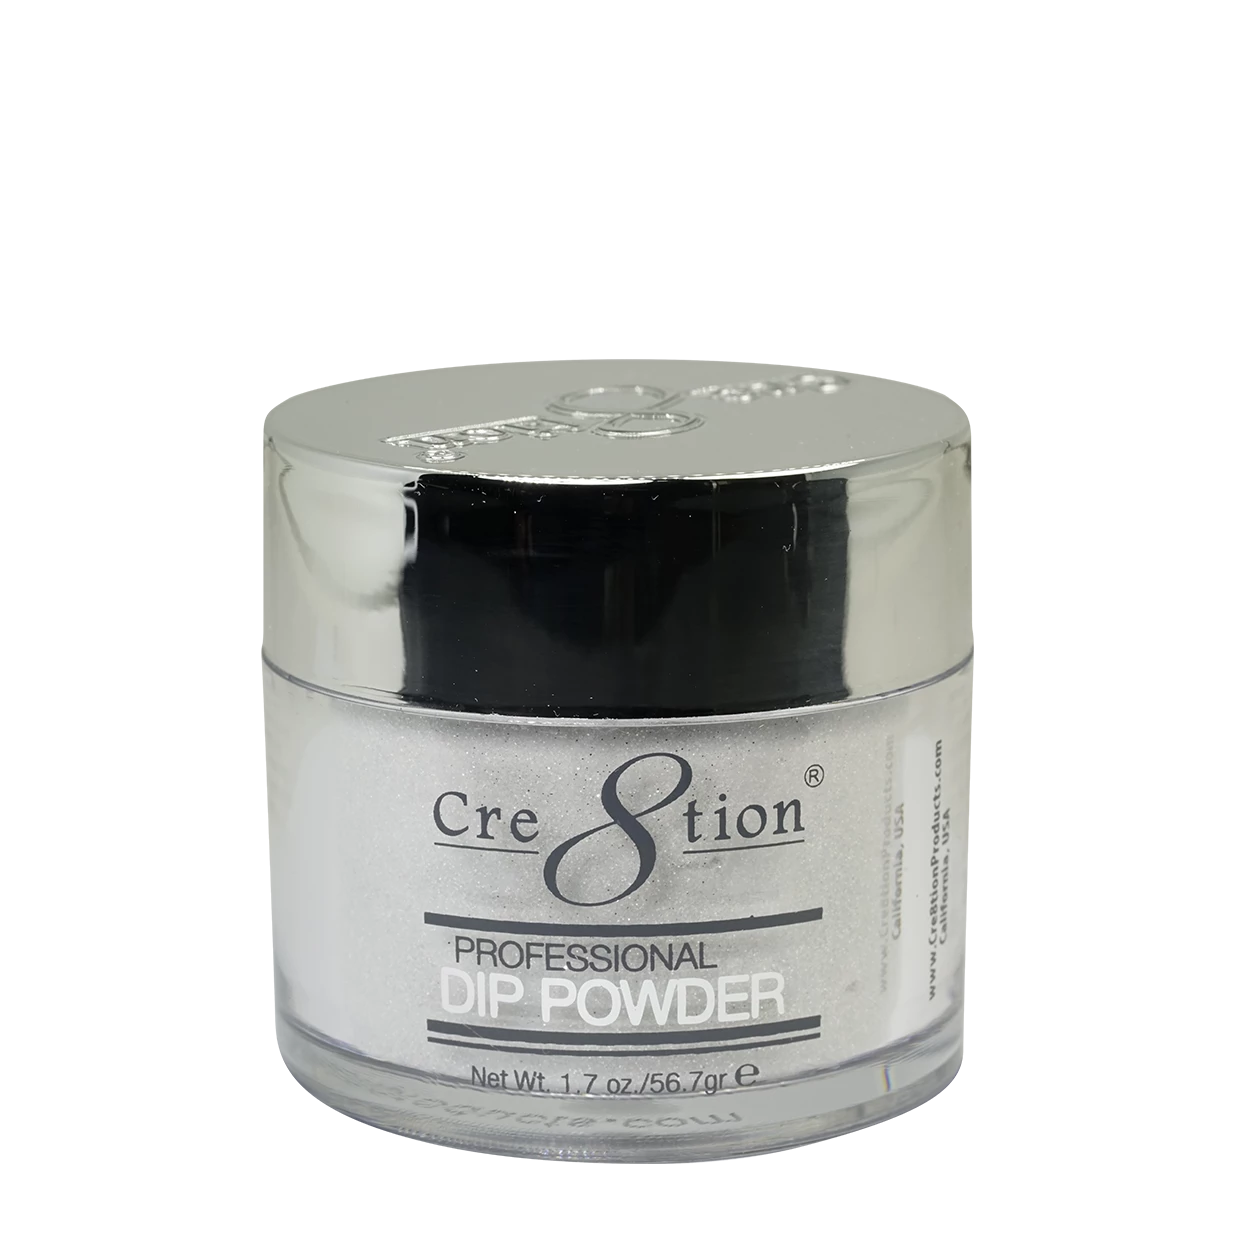 Cre8tion®
PROFESSIONAL
DIP POWDER
Net Wt. 1.7 oz./56.7gr ℮
www.Cre8tionProducts.com
California, USA